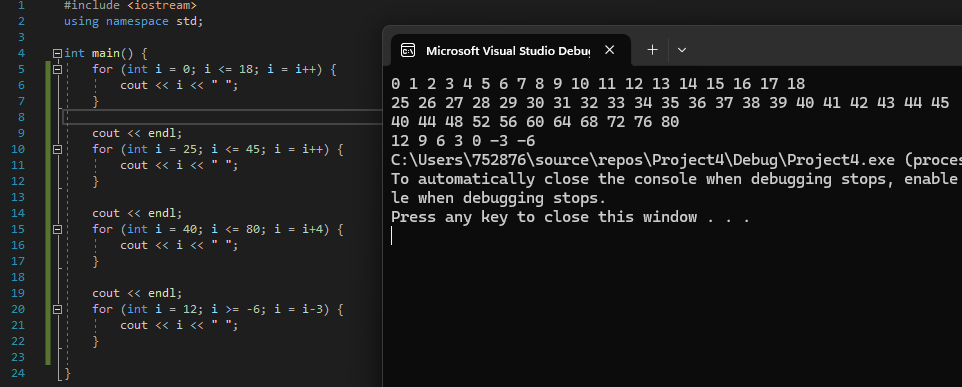 1 #include <iostream>
2 using namespace std;
3
4 int main() {
5 for (int i = 0; i <= 18; i = i++) {
6 cout << i << " ";
7 }
8
9 cout << endl;
10 for (int i = 25; i <= 45; i = i++) {
11 cout << i << " ";
12 }
13
14 cout << endl;
15 for (int i = 40; i <= 80; i = i+4) {
16 cout << i << " ";
17 }
18
19 cout << endl;
20 for (int i = 12; i >= -6; i = i-3) {
21 cout << i << " ";
22 }
23
24 }
Microsoft Visual Studio Debug
0 1 2 3 4 5 6 7 8 9 10 11 12 13 14 15 16 17 18
25 26 27 28 29 30 31 32 33 34 35 36 37 38 39 40 41 42 43 44 45
40 44 48 52 56 60 64 68 72 76 80
12 9 6 3 0 -3 -6
C:\Users\752876\source\repos\Project4\Debug\Project4.exe (proces
To automatically close the console when debugging stops, enable
le when debugging stops.
Press any key to close this window . . .